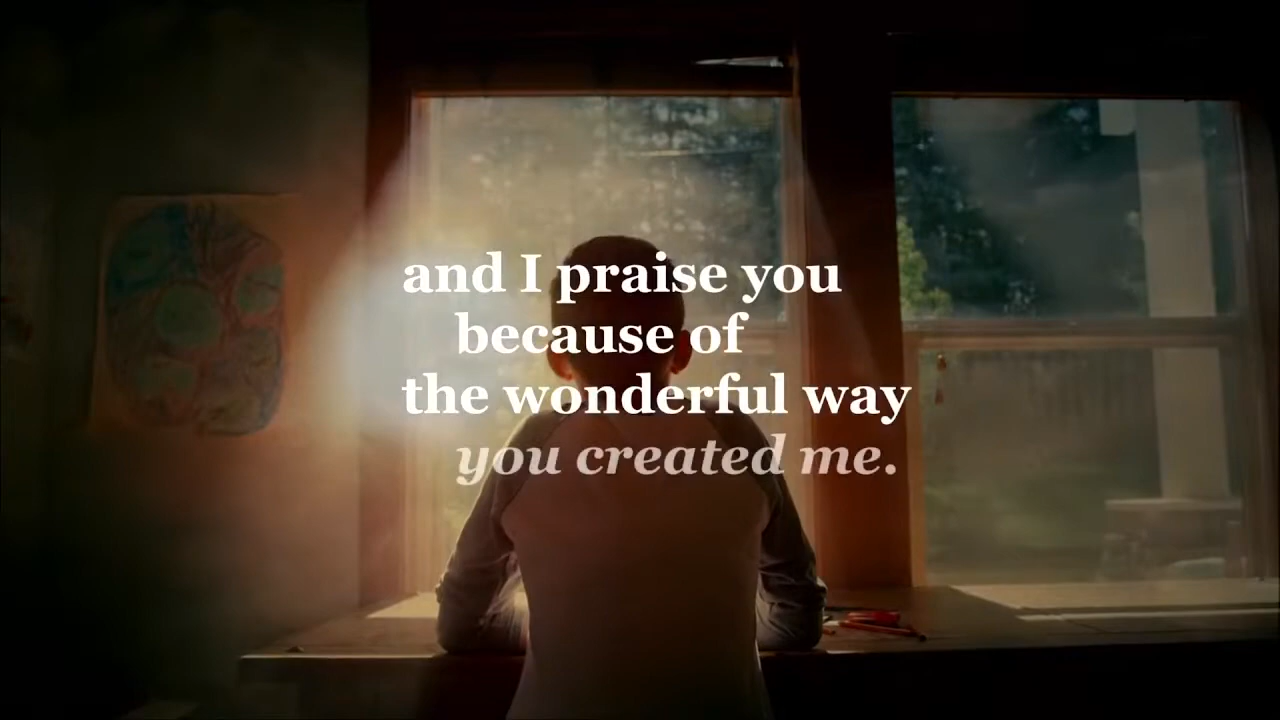 and I praise you
because of
the wonderful way
you created me.